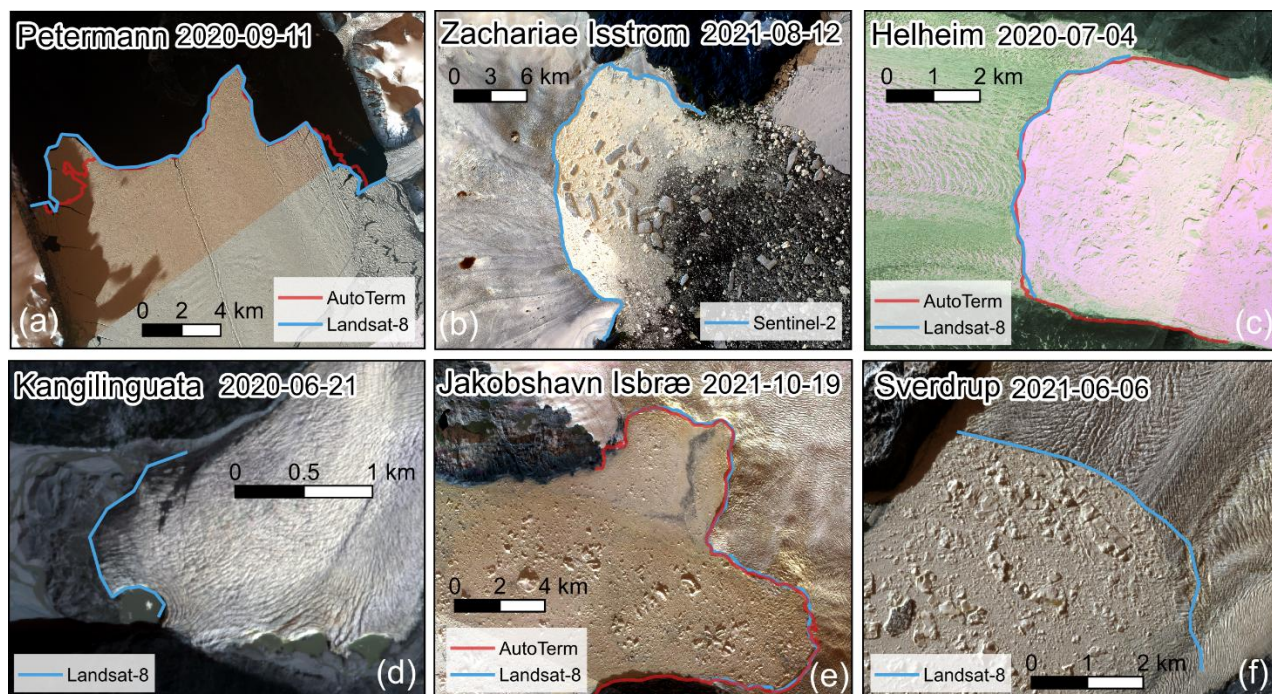 Petermann 2020-09-11
0 2 4 km
AutoTerm
Landsat-8
(a)
Zachariae Isstrom 2021-08-12
0 3 6 km
Sentinel-2
(b)
Helheim 2020-07-04
0 1 2 km
AutoTerm
Landsat-8
(c)
Kangilinguata 2020-06-21
0 0.5 1 km
Landsat-8
(d)
Jakobshavn Isbræ 2021-10-19
0 2 4 km
AutoTerm
Landsat-8
(e)
Sverdrup 2021-06-06
Landsat-8
0 1 2 km
(f)